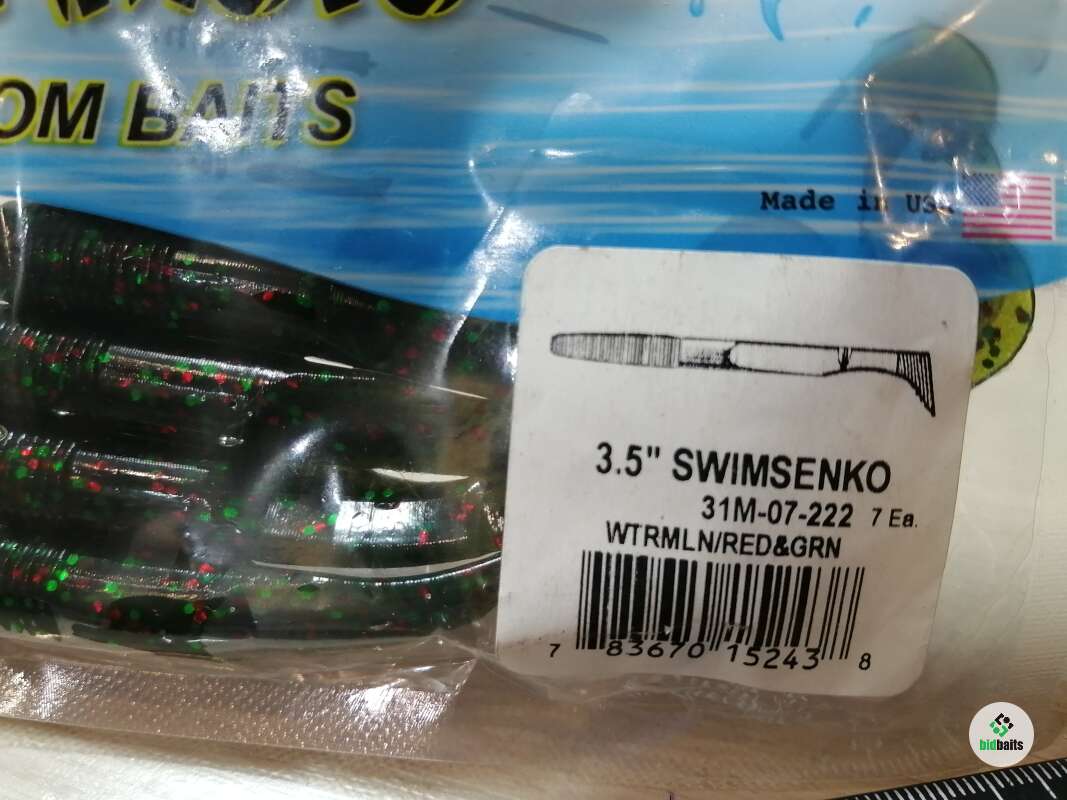 OM BAITS
Made in USA
3.5" SWIMSENKO
31M-07-222 7 Ea.
WTRMLN/RED&GRN
7 83670 15243 8
bidbaits